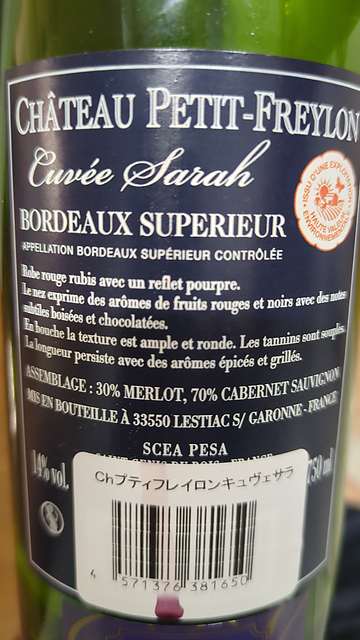 CHÂTEAU PETIT-FREYLON
Cuvée Sarah
ISSU D'UNE EXPLOITATION
HAUTE VALEUR
ENVIRONNEMENTALE
BORDEAUX SUPERIEUR
APPELLATION BORDEAUX SUPÉRIEUR CONTRÔLÉE
Robe rouge rubis avec un reflet pourpre.
Le nez exprime des arômes de fruits rouges et noirs avec des notes
subtiles boisées et chocolatées.
En bouche la texture est ample et ronde. Les tannins sont souples.
La longueur persiste avec des arômes épicés et grillés.
ASSEMBLAGE : 30% MERLOT, 70% CABERNET SAUVIGNON
MIS EN BOUTEILLE À 33550 LESTIAC S/ GARONNE - FRANCE
SCEA PESA
14% vol.
750 ml
Chプティフレイロンキュヴェサラ
4 571376 381650